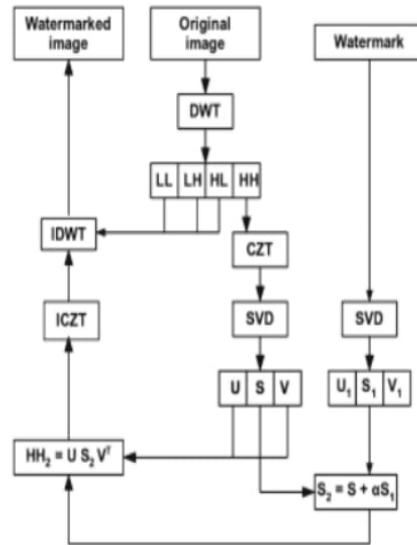 Watermarked
image
Original
image
Watermark
DWT
LL LH HL HH
IDWT
CZT
ICZT
SVD
SVD
U S V
U₁ S₁ V₁
HH₂ = U S₂ Vᵀ
S₂ = S + αS₁